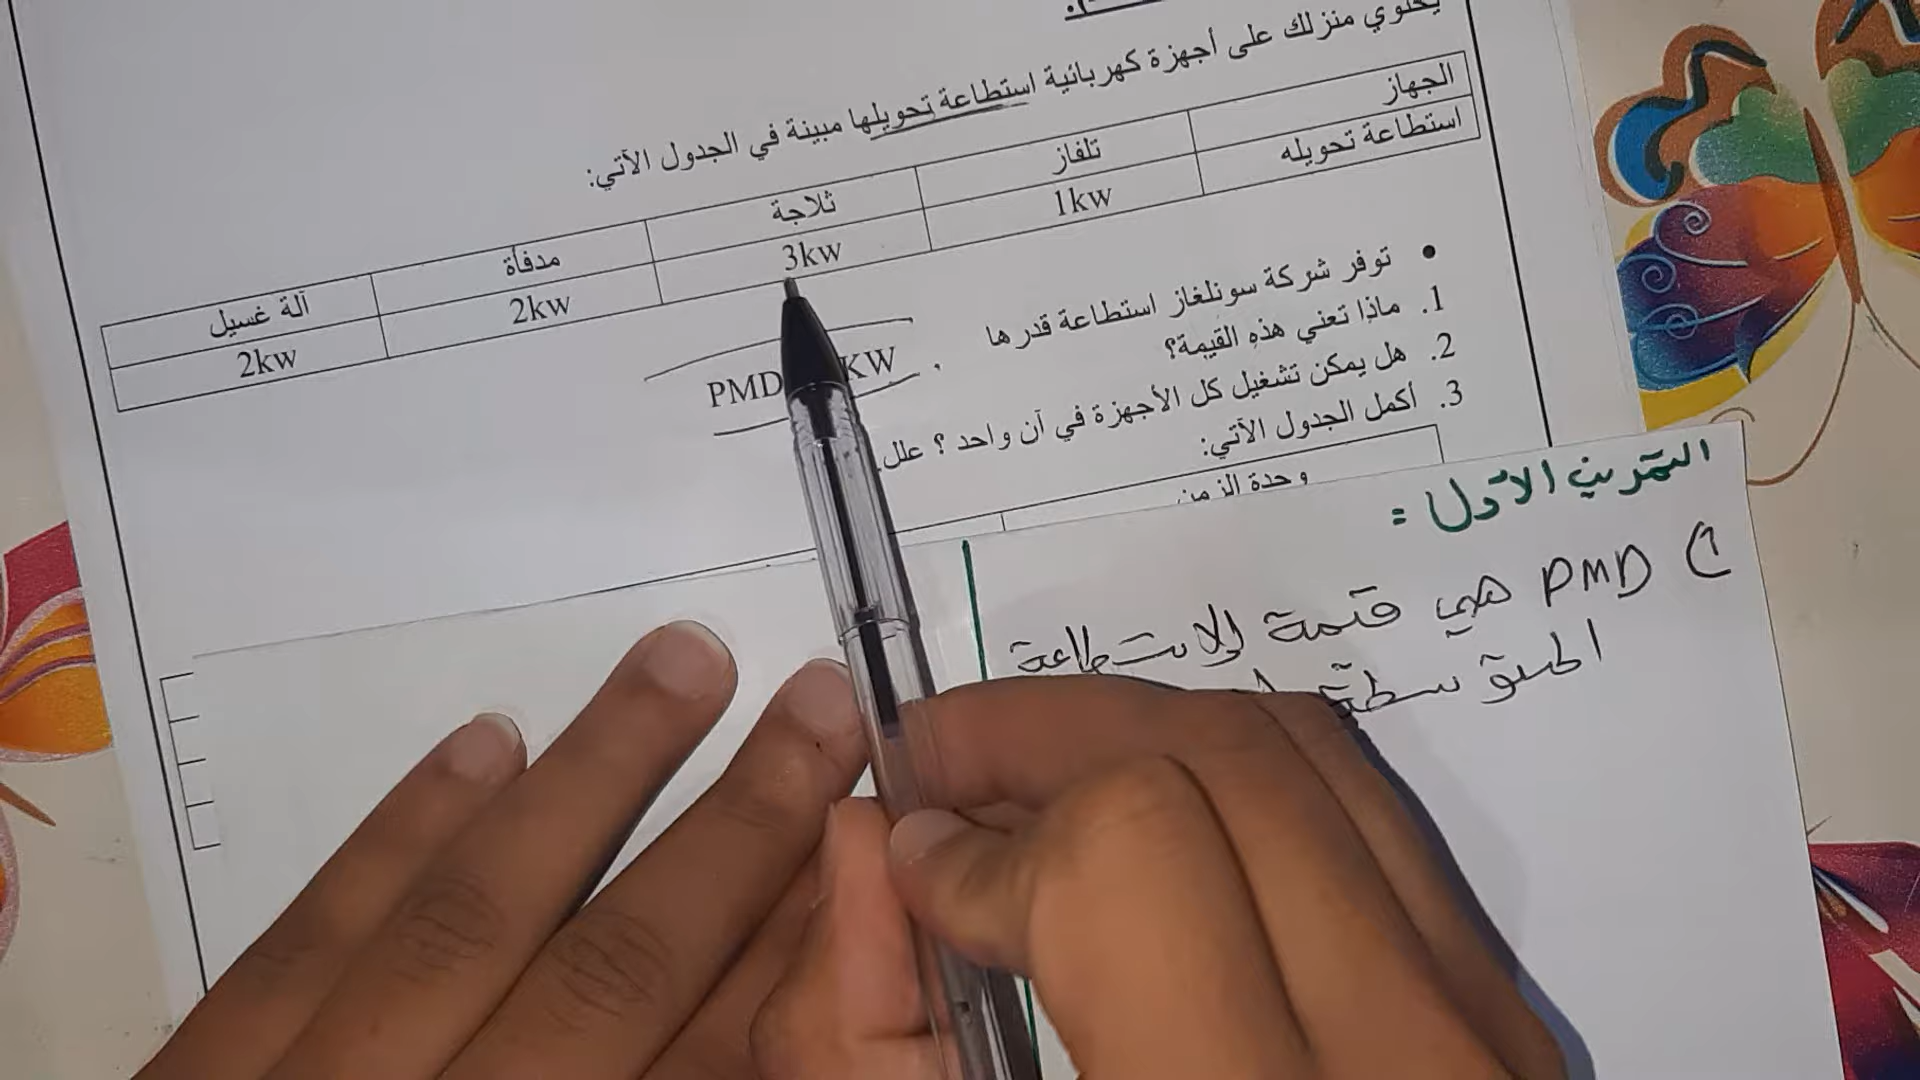 يحتوي منزلك على أجهزة كهربائية استطاعة تحويلها مبينة في الجدول الآتي:
الجهاز تلفاز ثلاجة مدفأة آلة غسيل
استطاعة تحويله 1kw 3kw 2kw 2kw
• توفر شركة سونلغاز استطاعة قدرها PMD KW .
1. ماذا تعني هذه القيمة؟
2. هل يمكن تشغيل كل الأجهزة في آن واحد ؟ علل.
3. أكمل الجدول الآتي:
وحدة الزمن
التمرين الأول :
1) PMD هي قيمة الاستطاعة